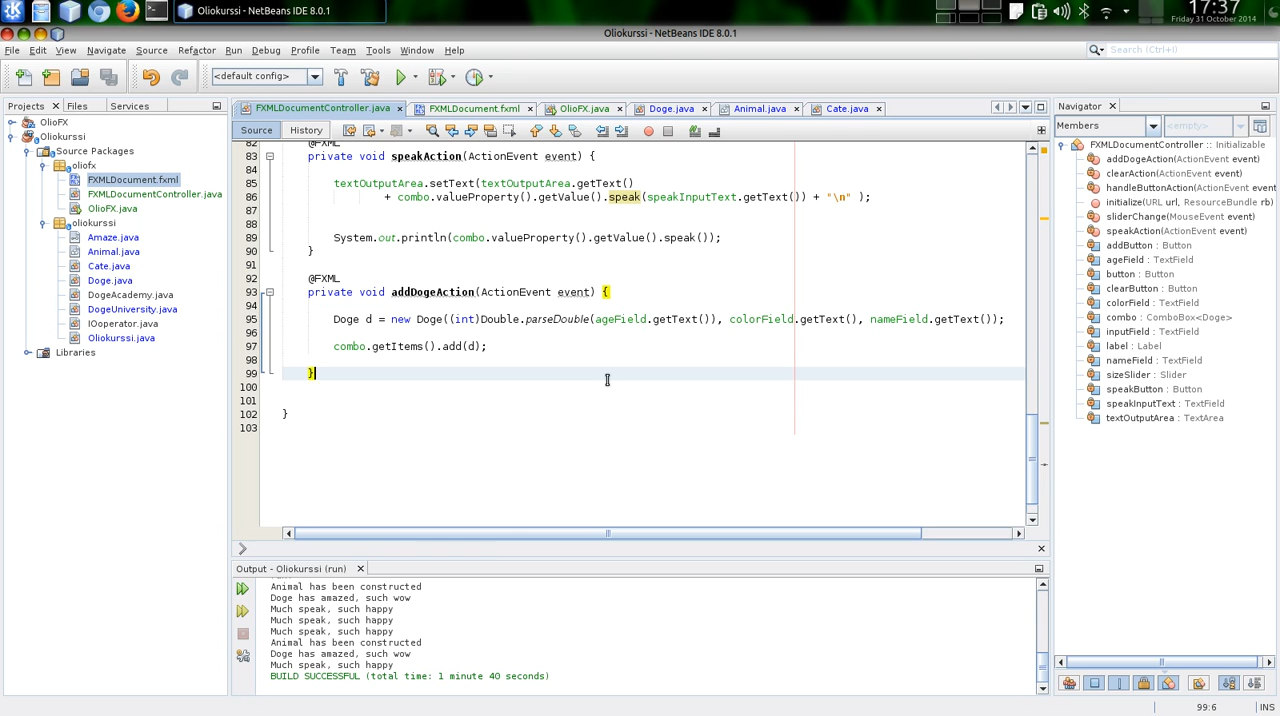 Oliokurssi - NetBeans IDE 8.0.1
17:37
Friday 31 October 2014
Oliokurssi - NetBeans IDE 8.0.1
File Edit View Navigate Source Refactor Run Debug Profile Team Tools Window Help
Search (Ctrl+I)
<default config>
Projects Files Services
FXMLDocumentController.java FXMLDocument.fxml OlioFX.java Doge.java Animal.java Cate.java
Navigator
Source History
Members
<empty>
OlioFX
Oliokurssi
Source Packages
oliofx
FXMLDocument.fxml
FXMLDocumentController.java
OlioFX.java
oliokurssi
Amaze.java
Animal.java
Cate.java
Doge.java
DogeAcademy.java
DogeUniversity.java
IOperator.java
Oliokurssi.java
Libraries
82 @FXML
83 private void speakAction(ActionEvent event) {
84
85 textOutputArea.setText(textOutputArea.getText()
86 + combo.valueProperty().getValue().speak(speakInputText.getText()) + "\n" );
87
88
89 System.out.println(combo.valueProperty().getValue().speak());
90 }
91
92 @FXML
93 private void addDogeAction(ActionEvent event) {
94
95 Doge d = new Doge((int)Double.parseDouble(ageField.getText()), colorField.getText(), nameField.getText());
96
97 combo.getItems().add(d);
98
99 }
100
101
102 }
103
FXMLDocumentController :: Initializable
addDogeAction(ActionEvent event)
clearAction(ActionEvent event)
handleButtonAction(ActionEvent event
initialize(URL url, ResourceBundle rb)
sliderChange(MouseEvent event)
speakAction(ActionEvent event)
addButton : Button
ageField : TextField
button : Button
clearButton : Button
colorField : TextField
combo : ComboBox<Doge>
inputField : TextField
label : Label
nameField : TextField
sizeSlider : Slider
speakButton : Button
speakInputText : TextField
textOutputArea : TextArea
Output - Oliokurssi (run)
Animal has been constructed
Doge has amazed, such wow
Much speak, such happy
Much speak, such happy
Much speak, such happy
Animal has been constructed
Doge has amazed, such wow
Much speak, such happy
BUILD SUCCESSFUL (total time: 1 minute 40 seconds)
99:6 INS